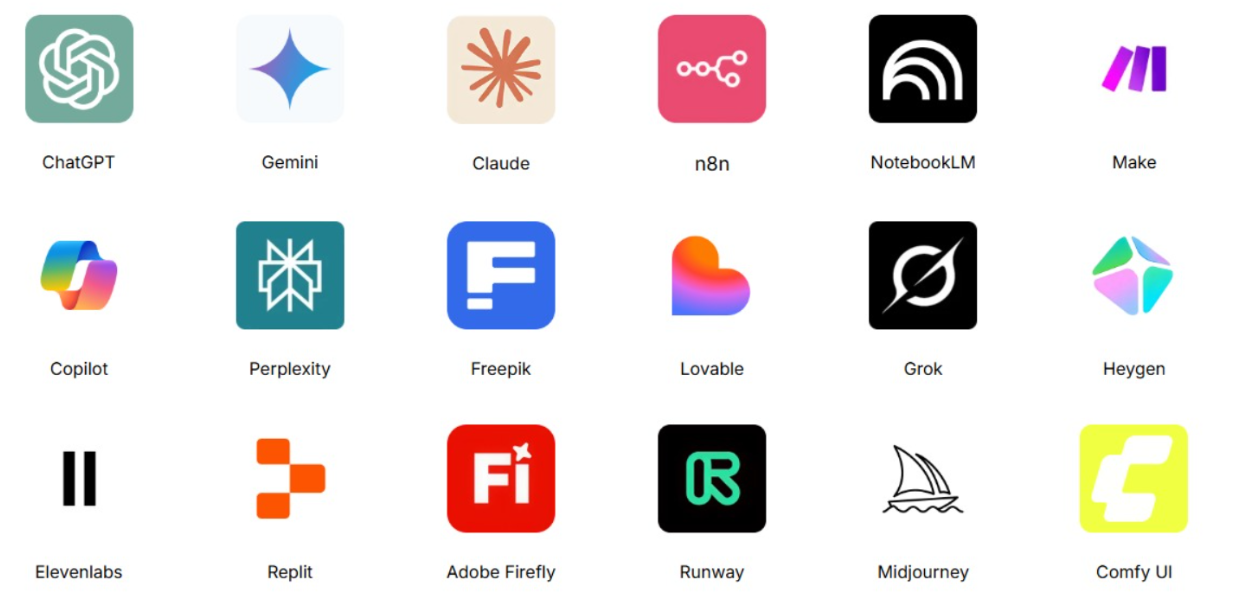 ChatGPT
Gemini
Claude
n8n
NotebookLM
Make
Copilot
Perplexity
Freepik
Lovable
Grok
Heygen
Fi
Elevenlabs
Replit
Adobe Firefly
Runway
Midjourney
Comfy UI